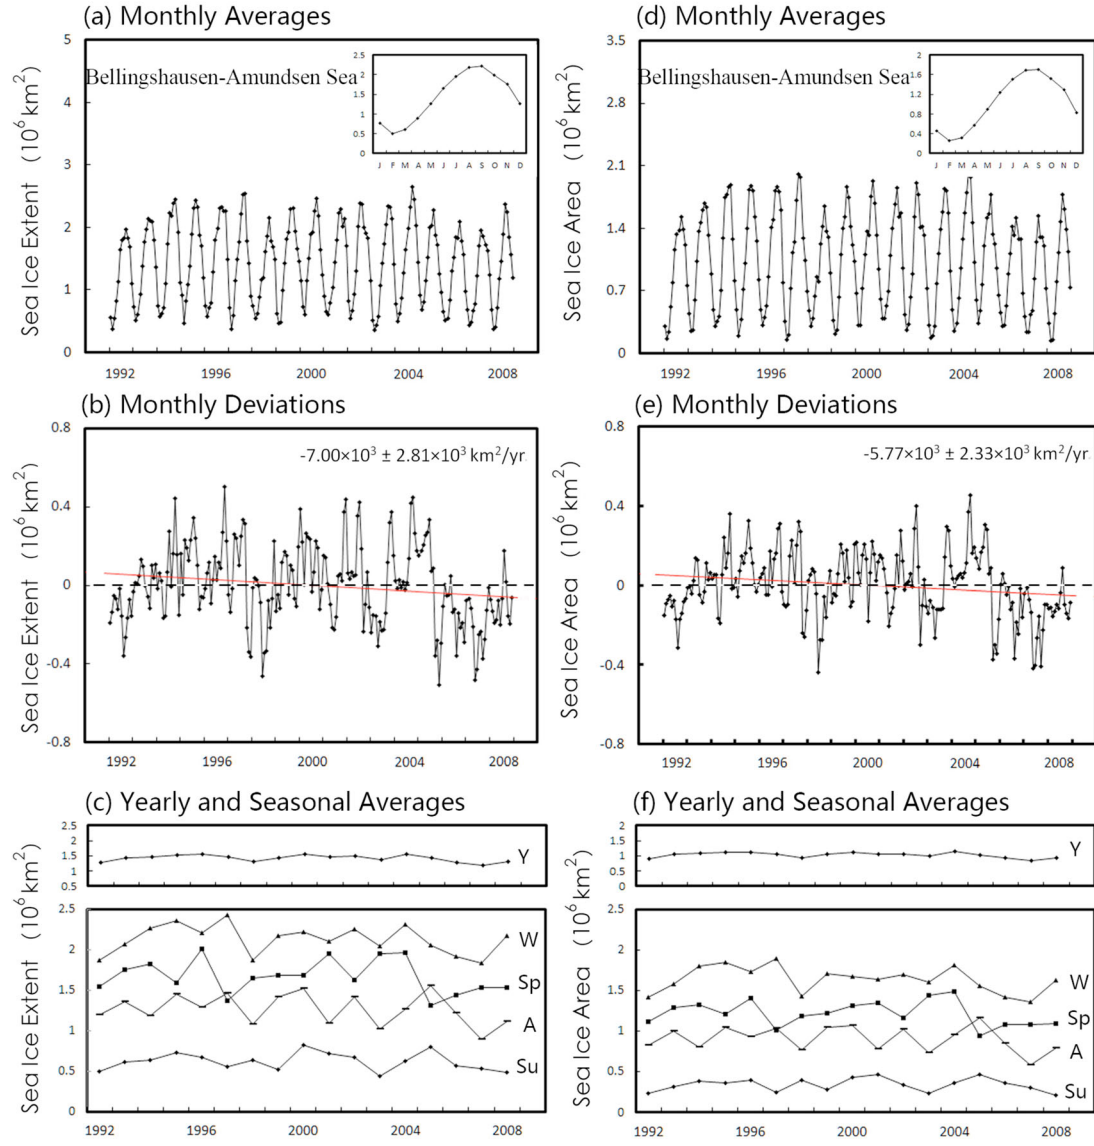 (a) Monthly Averages
Sea Ice Extent (10⁶ km²)
5
4
3
2
1
0
Bellingshausen-Amundsen Sea
2.5
2
1.5
1
0.5
0
J F M A M J J A S O N D
1992 1996 2000 2004 2008
(d) Monthly Averages
Sea Ice Area (10⁶ km²)
3.5
2.8
2.1
1.4
0.7
0
Bellingshausen-Amundsen Sea
2
1.6
1.2
0.8
0.4
0
J F M A M J J A S O N D
1992 1996 2000 2004 2008
(b) Monthly Deviations
Sea Ice Extent (10⁶ km²)
0.8
0.4
0
-0.4
-0.8
-7.00×10³ ± 2.81×10³ km²/yr
1992 1996 2000 2004 2008
(e) Monthly Deviations
Sea Ice Area (10⁶ km²)
0.8
0.4
0
-0.4
-0.8
-5.77×10³ ± 2.33×10³ km²/yr
1992 1996 2000 2004 2008
(c) Yearly and Seasonal Averages
Sea Ice Extent (10⁶ km²)
2.5
2
1.5
1
0.5
Y
2.5
2
1.5
1
0.5
0
W
Sp
A
Su
1992 1996 2000 2004 2008
(f) Yearly and Seasonal Averages
Sea Ice Area (10⁶ km²)
2
1.5
1
0.5
0
Y
2.5
2
1.5
1
0.5
0
W
Sp
A
Su
1992 1996 2000 2004 2008